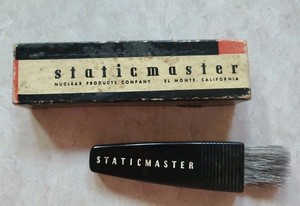 staticmaster
NUCLEAR PRODUCTS COMPANY EL MONTE, CALIFORNIA
STATICMASTER